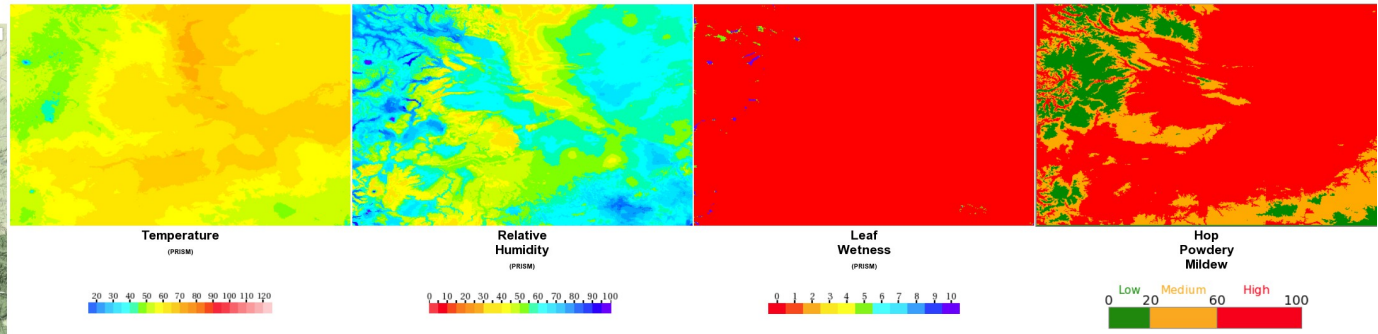 Temperature
(PRISM)
20 30 40 50 60 70 80 90 100 110 120
Relative
Humidity
(PRISM)
0 10 20 30 40 50 60 70 80 90 100
Leaf
Wetness
(PRISM)
0 1 2 3 4 5 6 7 8 9 10
Hop
Powdery
Mildew
Low Medium High
0 20 60 100